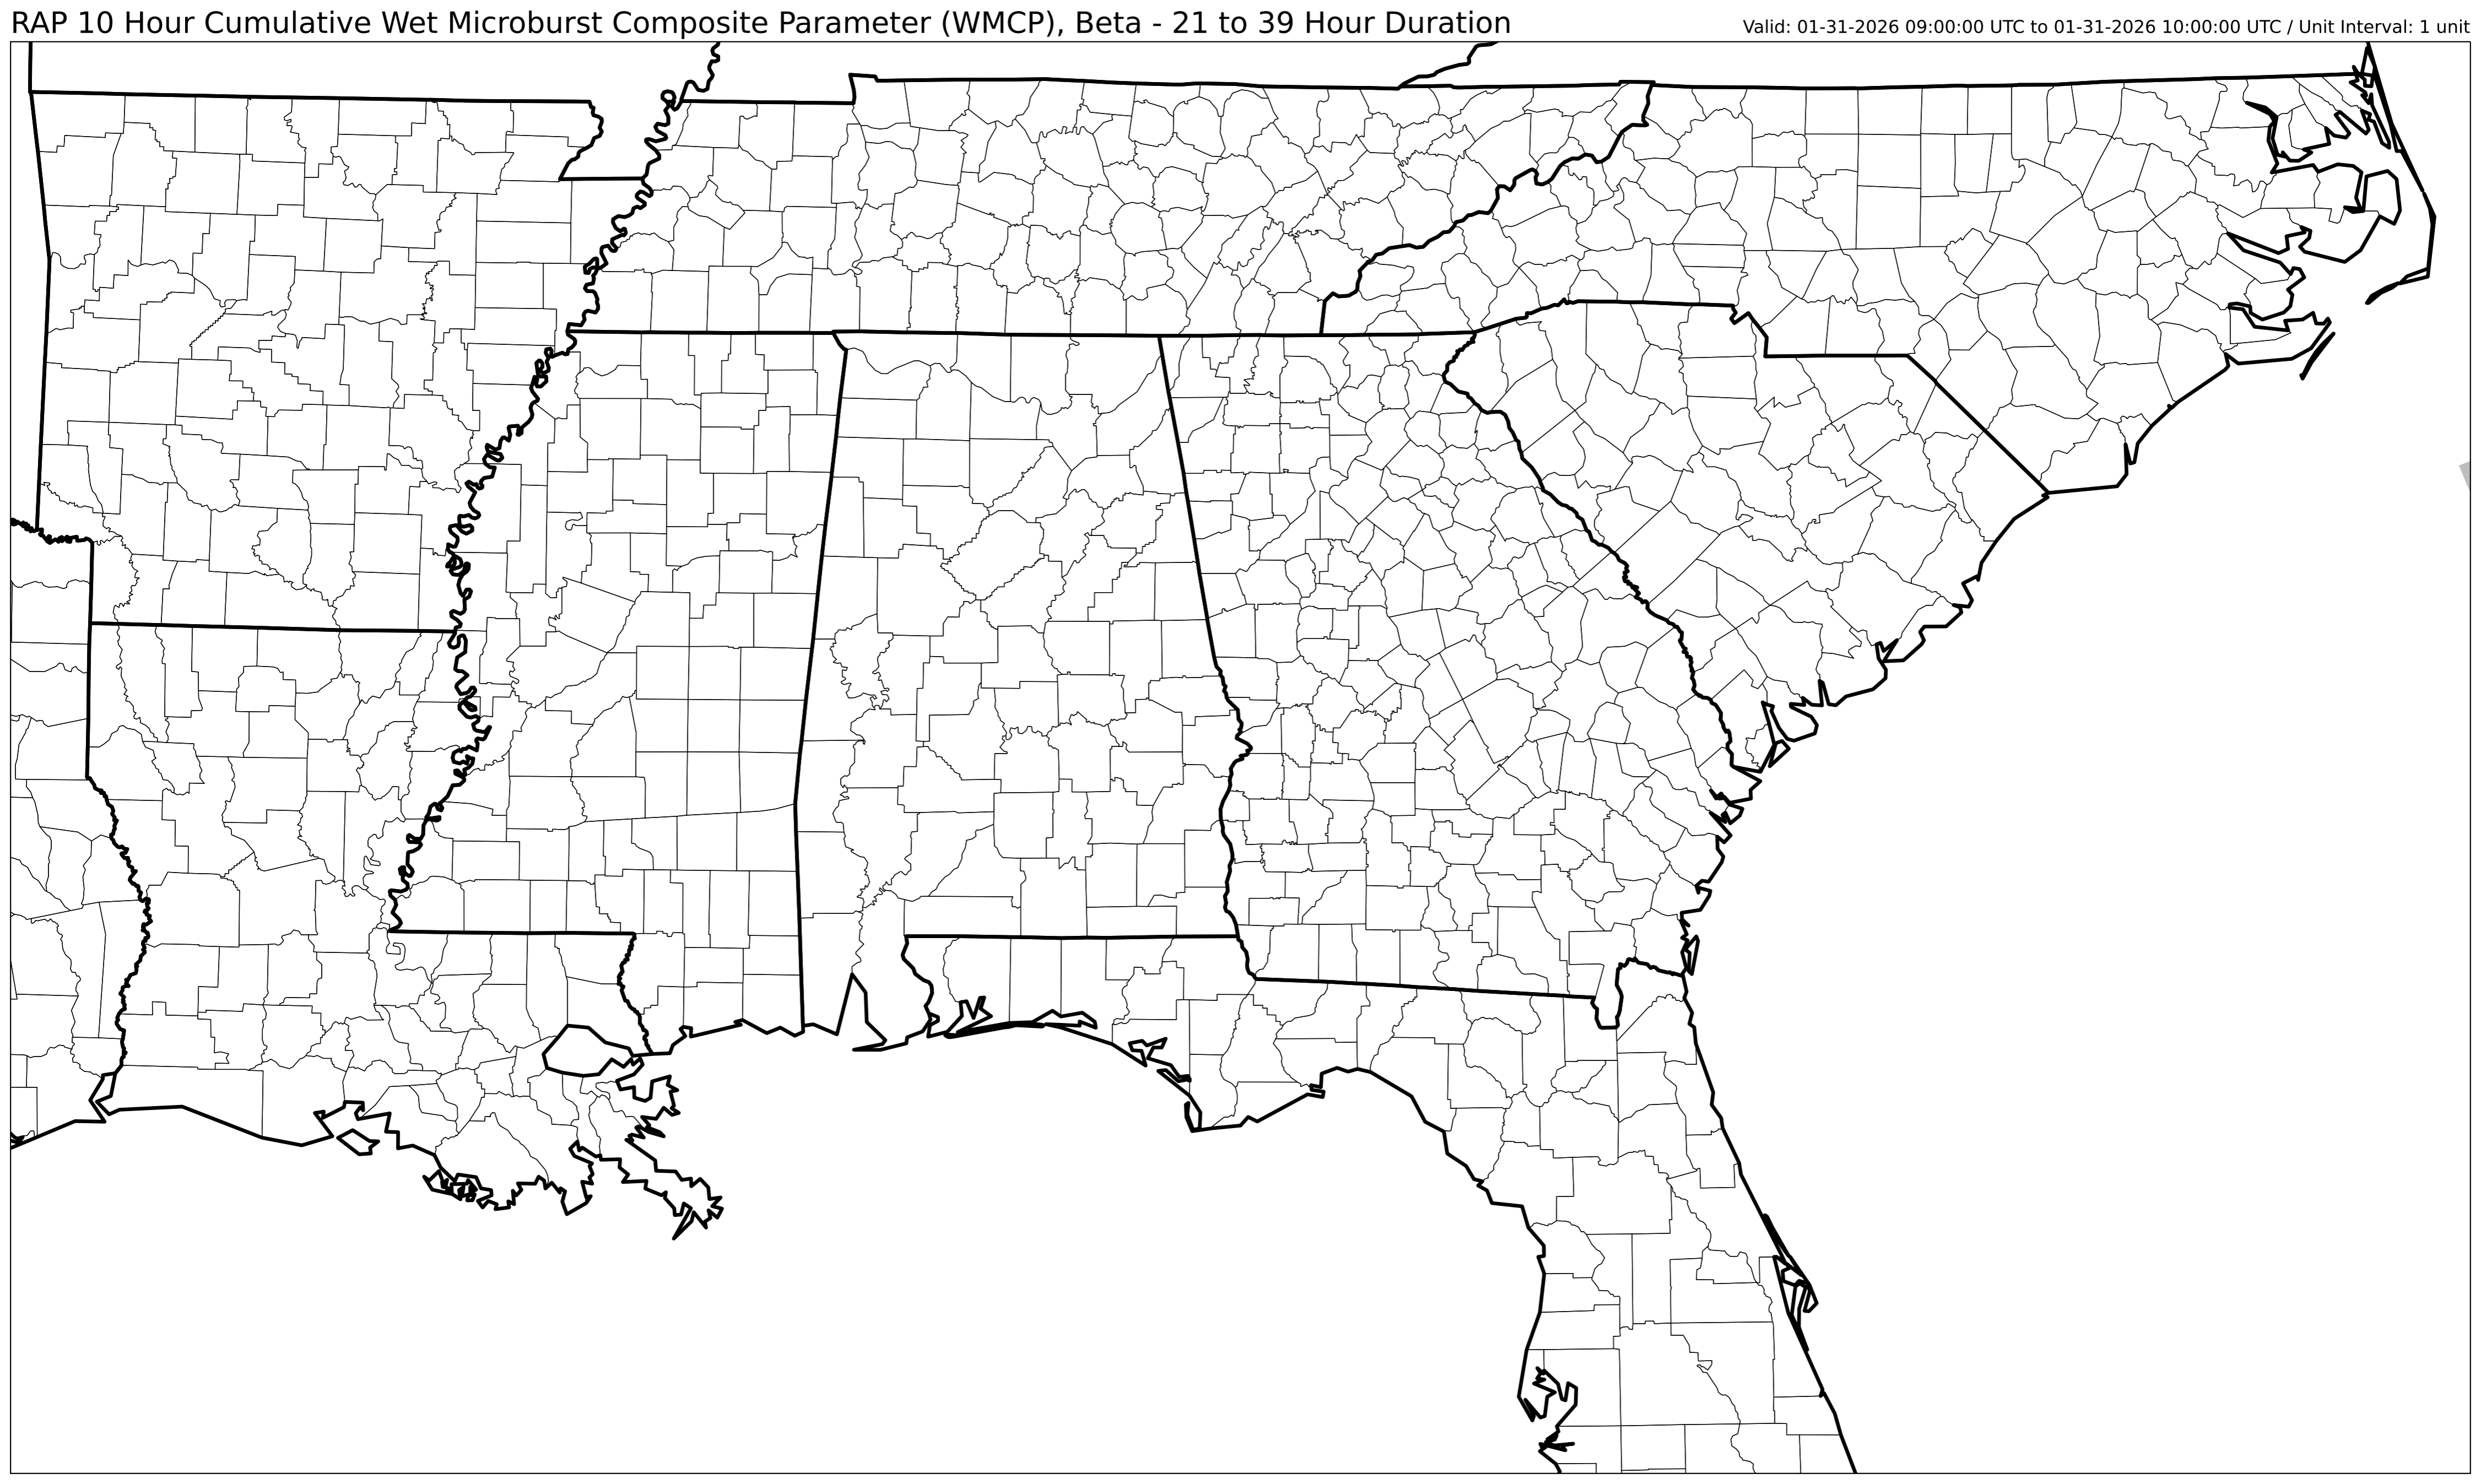 RAP 10 Hour Cumulative Wet Microburst Composite Parameter (WMCP), Beta - 21 to 39 Hour Duration
Valid: 01-31-2026 09:00:00 UTC to 01-31-2026 10:00:00 UTC / Unit Interval: 1 unit